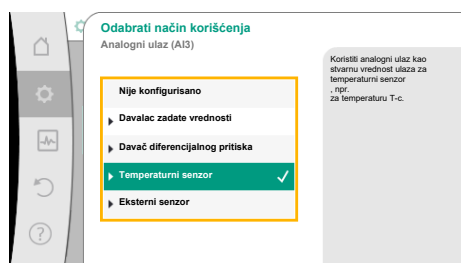 Odabrati način korišćenja
Analogni ulaz (AI3)
Nije konfigurisano
Davalac zadate vrednosti
Davač diferencijalnog pritiska
Temperaturni senzor
Eksterni senzor
Koristiti analogni ulaz kao
stvarnu vrednost ulaza za
temperaturni senzor
, npr.
za temperaturu T-c.
?